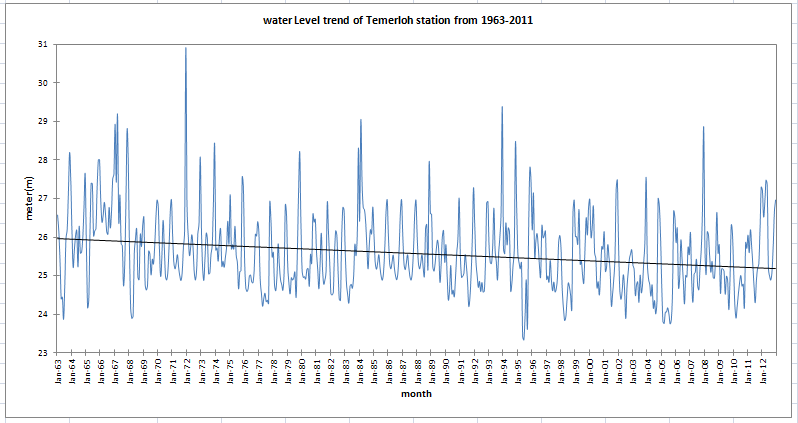 water Level trend of Temerloh station from 1963-2011
31
30
29
28
27
26
25
24
23
meter(m)
Jan-63
Jan-64
Jan-65
Jan-66
Jan-67
Jan-68
Jan-69
Jan-70
Jan-71
Jan-72
Jan-73
Jan-74
Jan-75
Jan-76
Jan-77
Jan-78
Jan-79
Jan-80
Jan-81
Jan-82
Jan-83
Jan-84
Jan-85
Jan-86
Jan-87
Jan-88
Jan-89
Jan-90
Jan-91
Jan-92
Jan-93
Jan-94
Jan-95
Jan-96
Jan-97
Jan-98
Jan-99
Jan-00
Jan-01
Jan-02
Jan-03
Jan-04
Jan-05
Jan-06
Jan-07
Jan-08
Jan-09
Jan-10
Jan-11
Jan-12
month